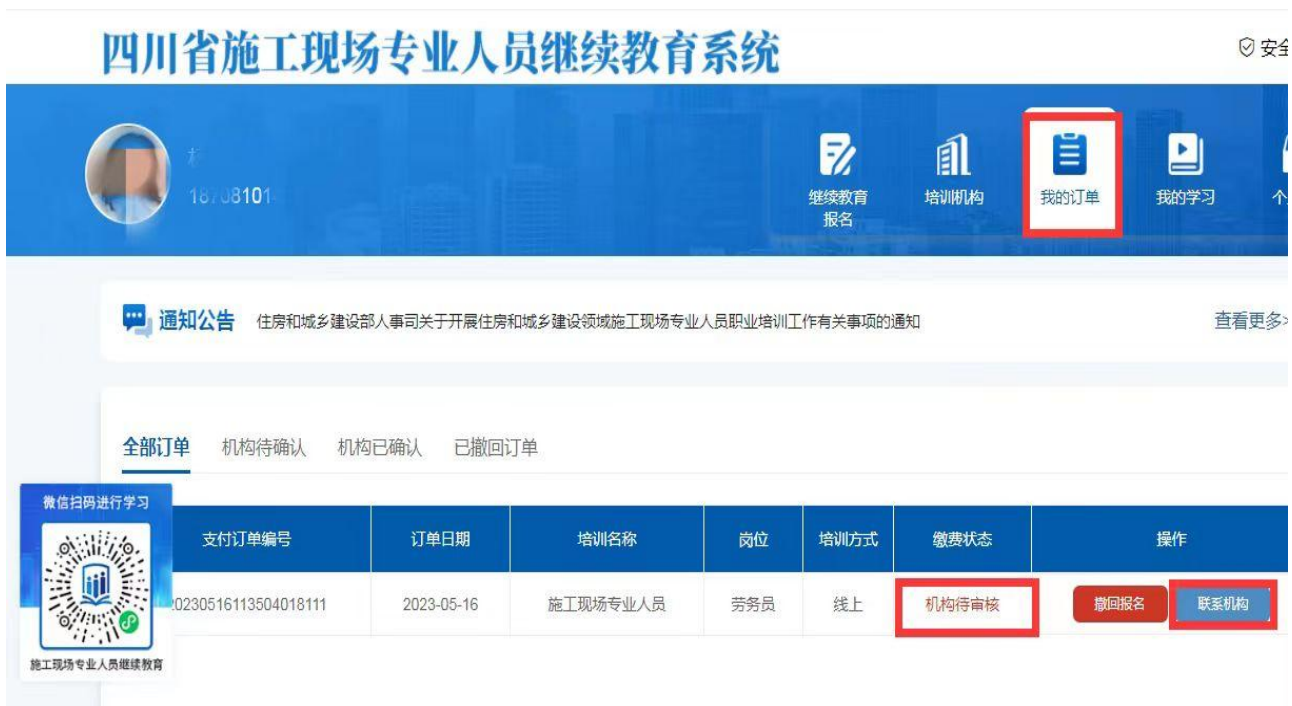 四川省施工现场专业人员继续教育系统
安全
继续教育
报名
培训机构
我的订单
我的学习
个
通知公告
住房和城乡建设部人事司关于开展住房和城乡建设领域施工现场专业人员职业培训工作有关事项的通知
查看更多>
全部订单 机构待确认 机构已确认 已撤回订单
微信扫码进行学习
施工现场专业人员继续教育
支付订单编号 订单日期 培训名称 岗位 培训方式 缴费状态 操作
20230516113504018111 2023-05-16 施工现场专业人员 劳务员 线上 机构待审核 撤回报名 联系机构